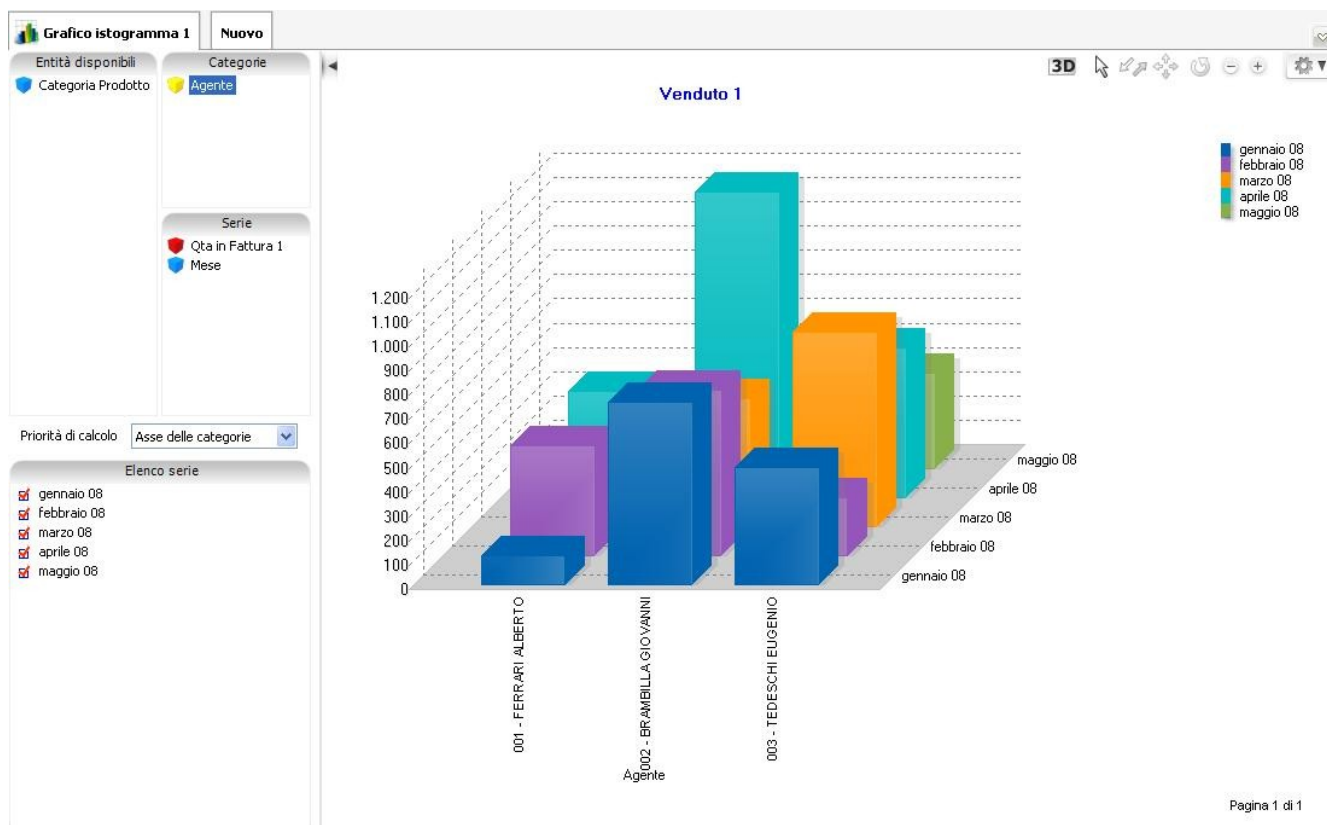 Grafico istogramma 1
Nuovo
Entità disponibili
Categoria Prodotto
Categorie
Agente
Serie
Qta in Fattura 1
Mese
Priorità di calcolo
Asse delle categorie
Elenco serie
gennaio 08
febbraio 08
marzo 08
aprile 08
maggio 08
3D
Venduto 1
gennaio 08
febbraio 08
marzo 08
aprile 08
maggio 08
1.200
1.100
1.000
900
800
700
600
500
400
300
200
100
0
maggio 08
aprile 08
marzo 08
febbraio 08
gennaio 08
001 - FERRARI ALBERTO
002 - BRAMBILLA GIOVANNI
003 - TEDESCHI EUGENIO
Agente
Pagina 1 di 1